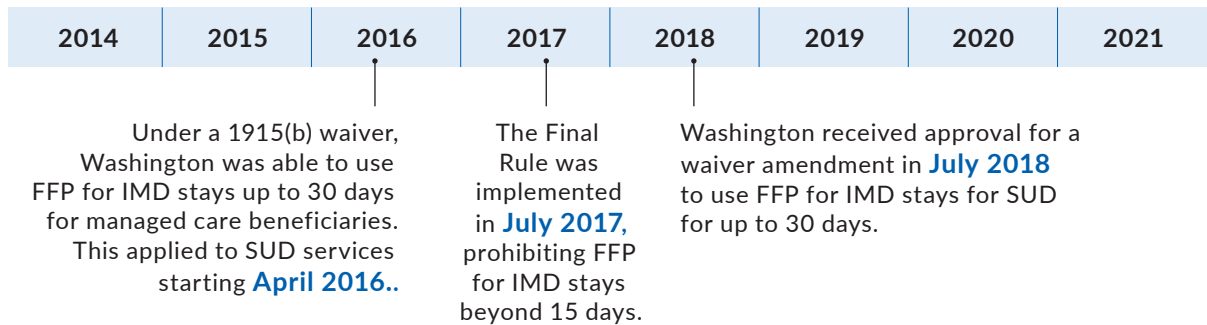 2014 2015 2016 2017 2018 2019 2020 2021
Under a 1915(b) waiver,
Washington was able to use
FFP for IMD stays up to 30 days
for managed care beneficiaries.
This applied to SUD services
starting April 2016..
The Final
Rule was
implemented
in July 2017,
prohibiting FFP
for IMD stays
beyond 15 days.
Washington received approval for a
waiver amendment in July 2018
to use FFP for IMD stays for SUD
for up to 30 days.